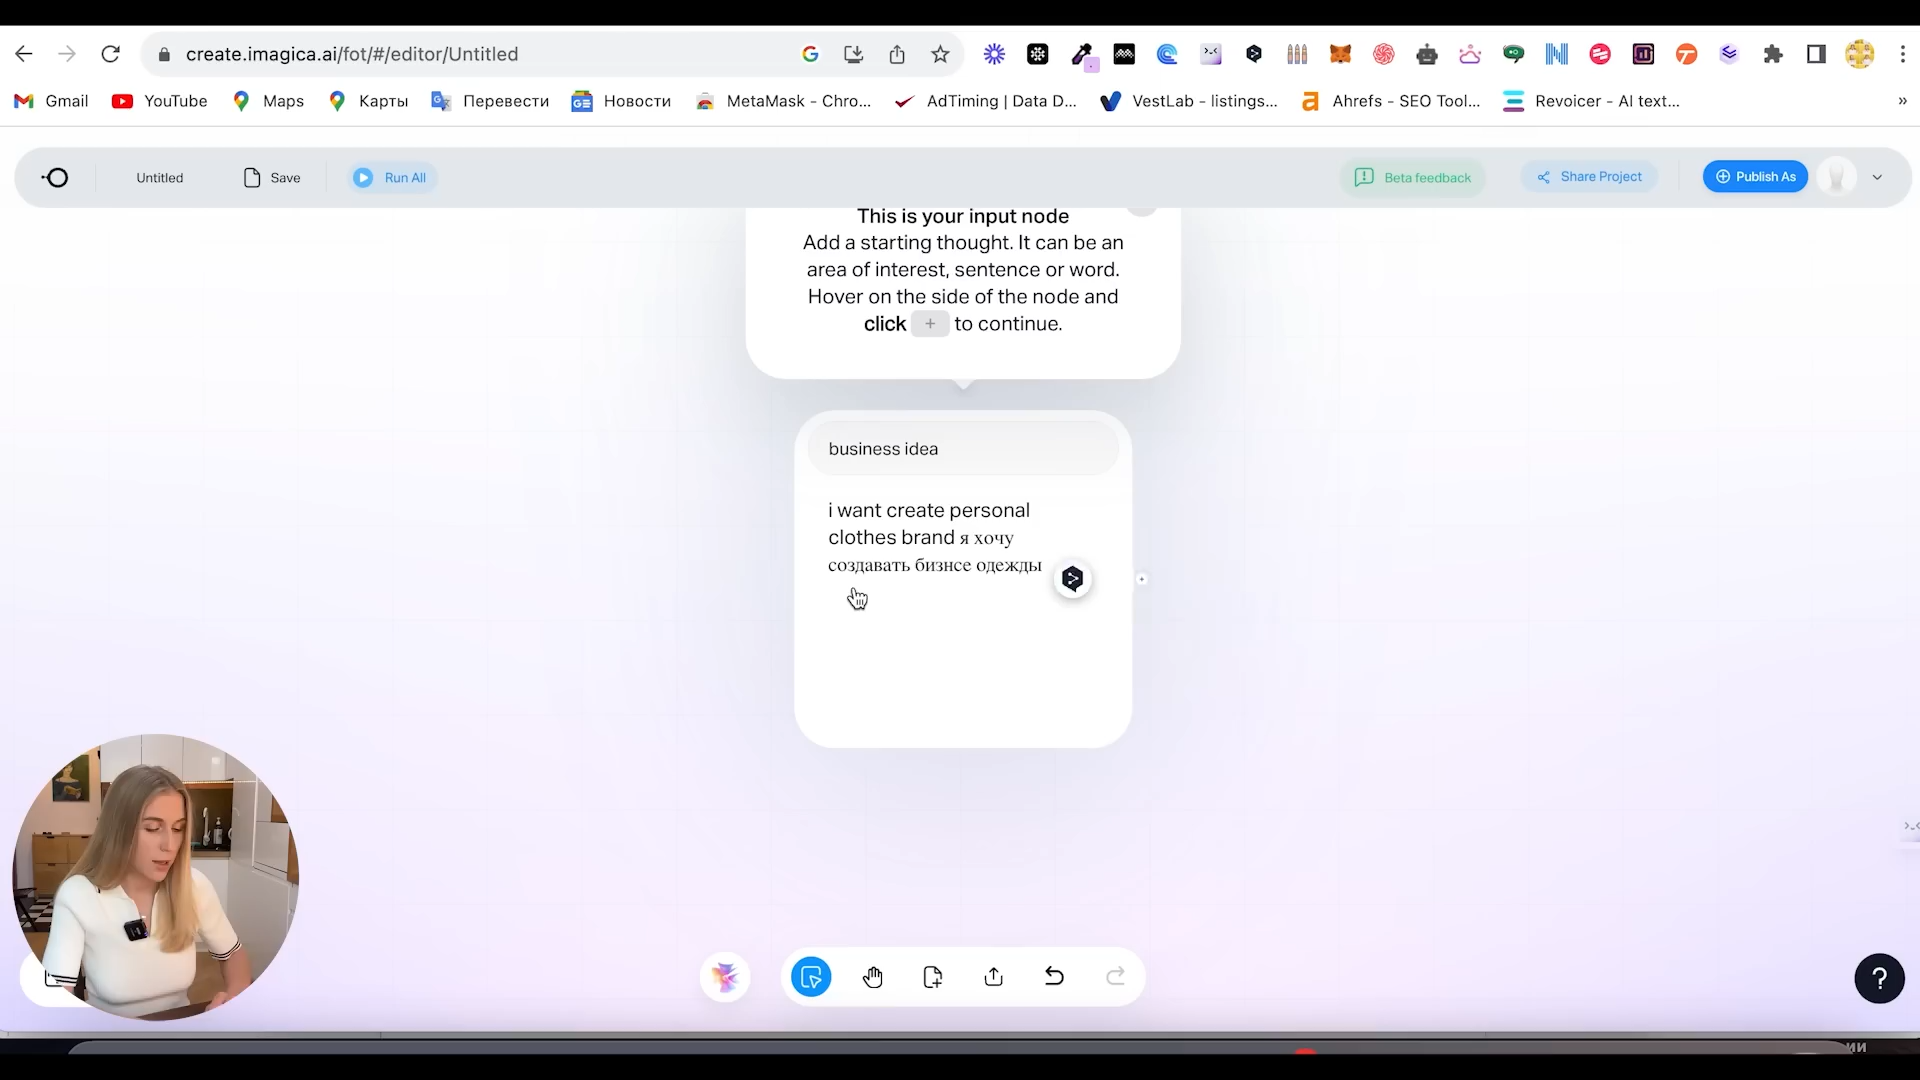 create.imagica.ai/fot/#/editor/Untitled
Gmail
YouTube
Maps
Карты
Перевести
Новости
MetaMask - Chro...
AdTiming | Data D...
VestLab - listings...
Ahrefs - SEO Tool...
Revoicer - AI text...
»
Untitled
Save
Run All
Beta feedback
Share Project
Publish As
This is your input node
Add a starting thought. It can be an
area of interest, sentence or word.
Hover on the side of the node and
click + to continue.
business idea
i want create personal
clothes brand я хочу
создавать бизнсе одежды
?
ии